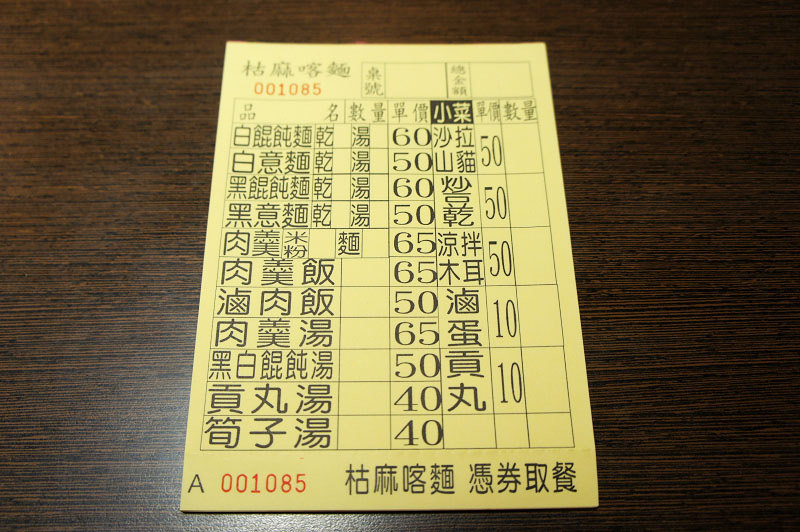 枯麻喀麵 桌號 總金額
001085
品名 數量 單價 小菜 單價 數量
白餛飩麵 乾 湯 60 沙拉山貓 50
白意麵 乾 湯 50
黑餛飩麵 乾 湯 60 營乾 50
黑意麵 乾 湯 50
肉羹 米粉 麵 65 涼拌木耳 50
肉羹飯 65
滷肉飯 50 滷蛋 10
肉羹湯 65
黑白餛飩湯 50 貢丸 10
貢丸湯 40
筍子湯 40
A 001085 枯麻喀麵 憑券取餐